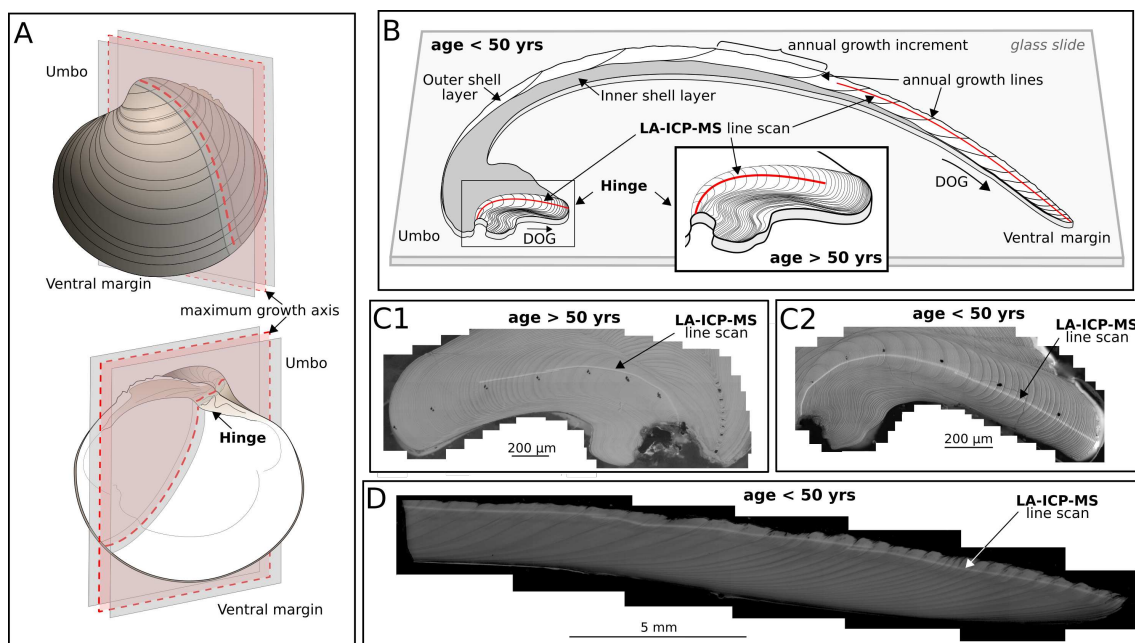 A
Umbo
Ventral margin
maximum growth axis
Umbo
Hinge
Ventral margin
B
age < 50 yrs
annual growth increment
glass slide
annual growth lines
Outer shell
layer
Inner shell layer
LA-ICP-MS
line scan
DOG
Hinge
Umbo
DOG
age > 50 yrs
Ventral margin
C1
age > 50 yrs
LA-ICP-MS
line scan
200 µm
C2
age < 50 yrs
LA-ICP-MS
line scan
200 µm
D
age < 50 yrs
LA-ICP-MS
line scan
5 mm